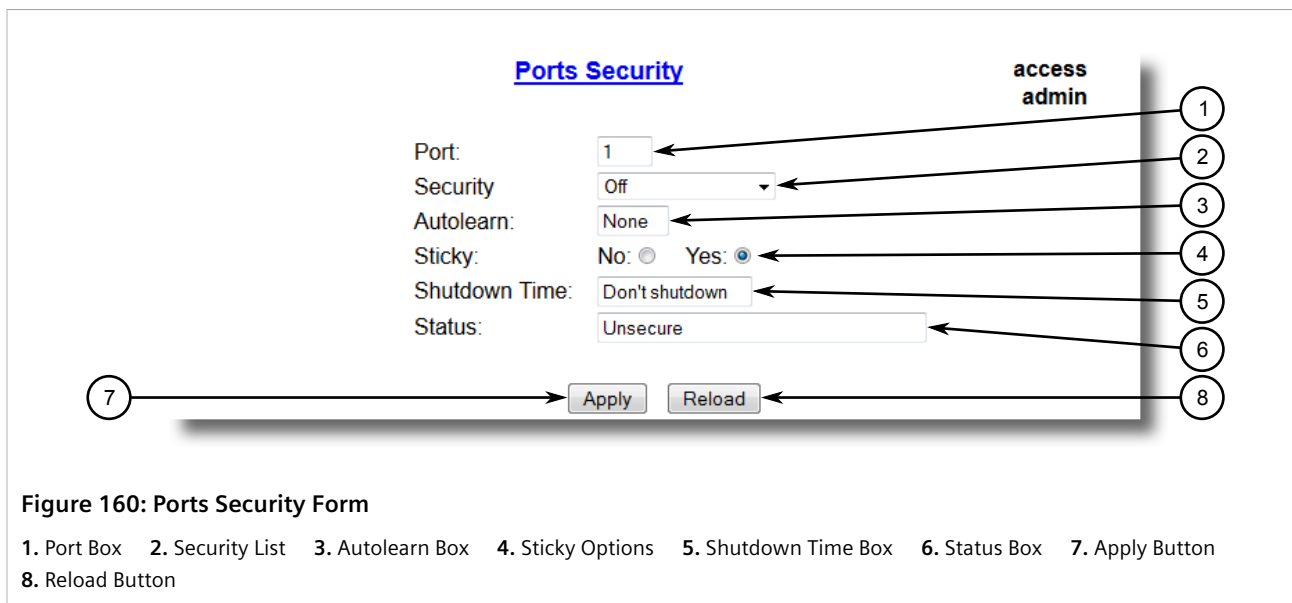 Ports Security
access
admin
1
Port: 1
2
Security Off
3
Autolearn: None
Sticky: No: Yes:
4
Shutdown Time: Don't shutdown
5
Status: Unsecure
6
7
Apply Reload
8
Figure 160: Ports Security Form
1. Port Box 2. Security List 3. Autolearn Box 4. Sticky Options 5. Shutdown Time Box 6. Status Box 7. Apply Button
8. Reload Button